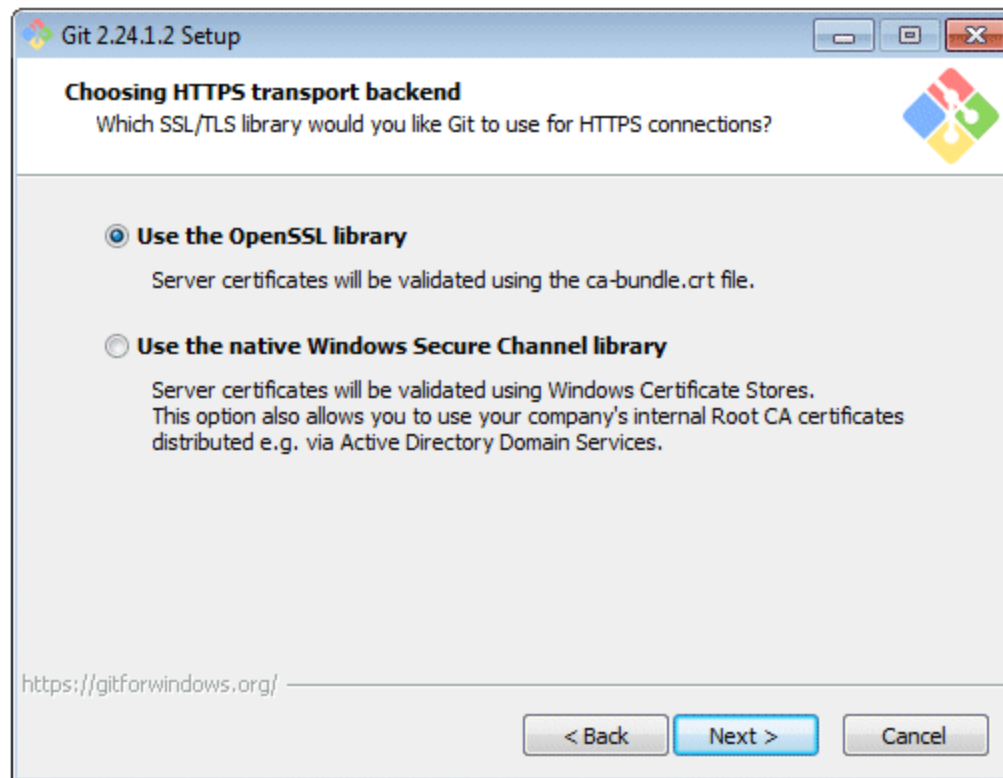 Git 2.24.1.2 Setup
Choosing HTTPS transport backend
Which SSL/TLS library would you like Git to use for HTTPS connections?
Use the OpenSSL library
Server certificates will be validated using the ca-bundle.crt file.
Use the native Windows Secure Channel library
Server certificates will be validated using Windows Certificate Stores.
This option also allows you to use your company's internal Root CA certificates
distributed e.g. via Active Directory Domain Services.
https://gitforwindows.org/
< Back
Next >
Cancel